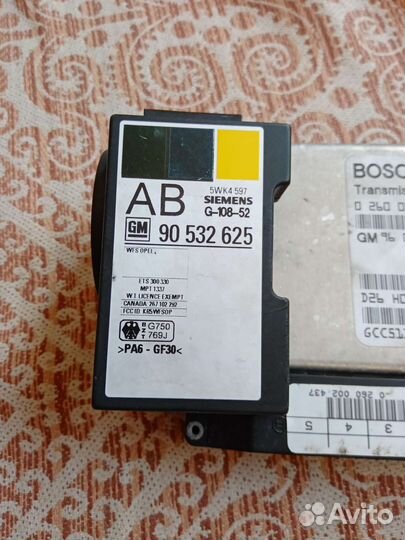 AB
5WK4 597
SIEMENS
G-108-52
GM 90 532 625
WFS OPEL,
ETS 300 330
MPT 1337
W.T LICENCE EXEMPT
CANADA 267 102 292
FCC ID KR5WFSOP
BZT G750
769J
>PA6 - GF30<
BOSC
Transmis
0 260 0
GM 96
D26 HD
GCC51
0 260 002 437
5 4 3
Avito